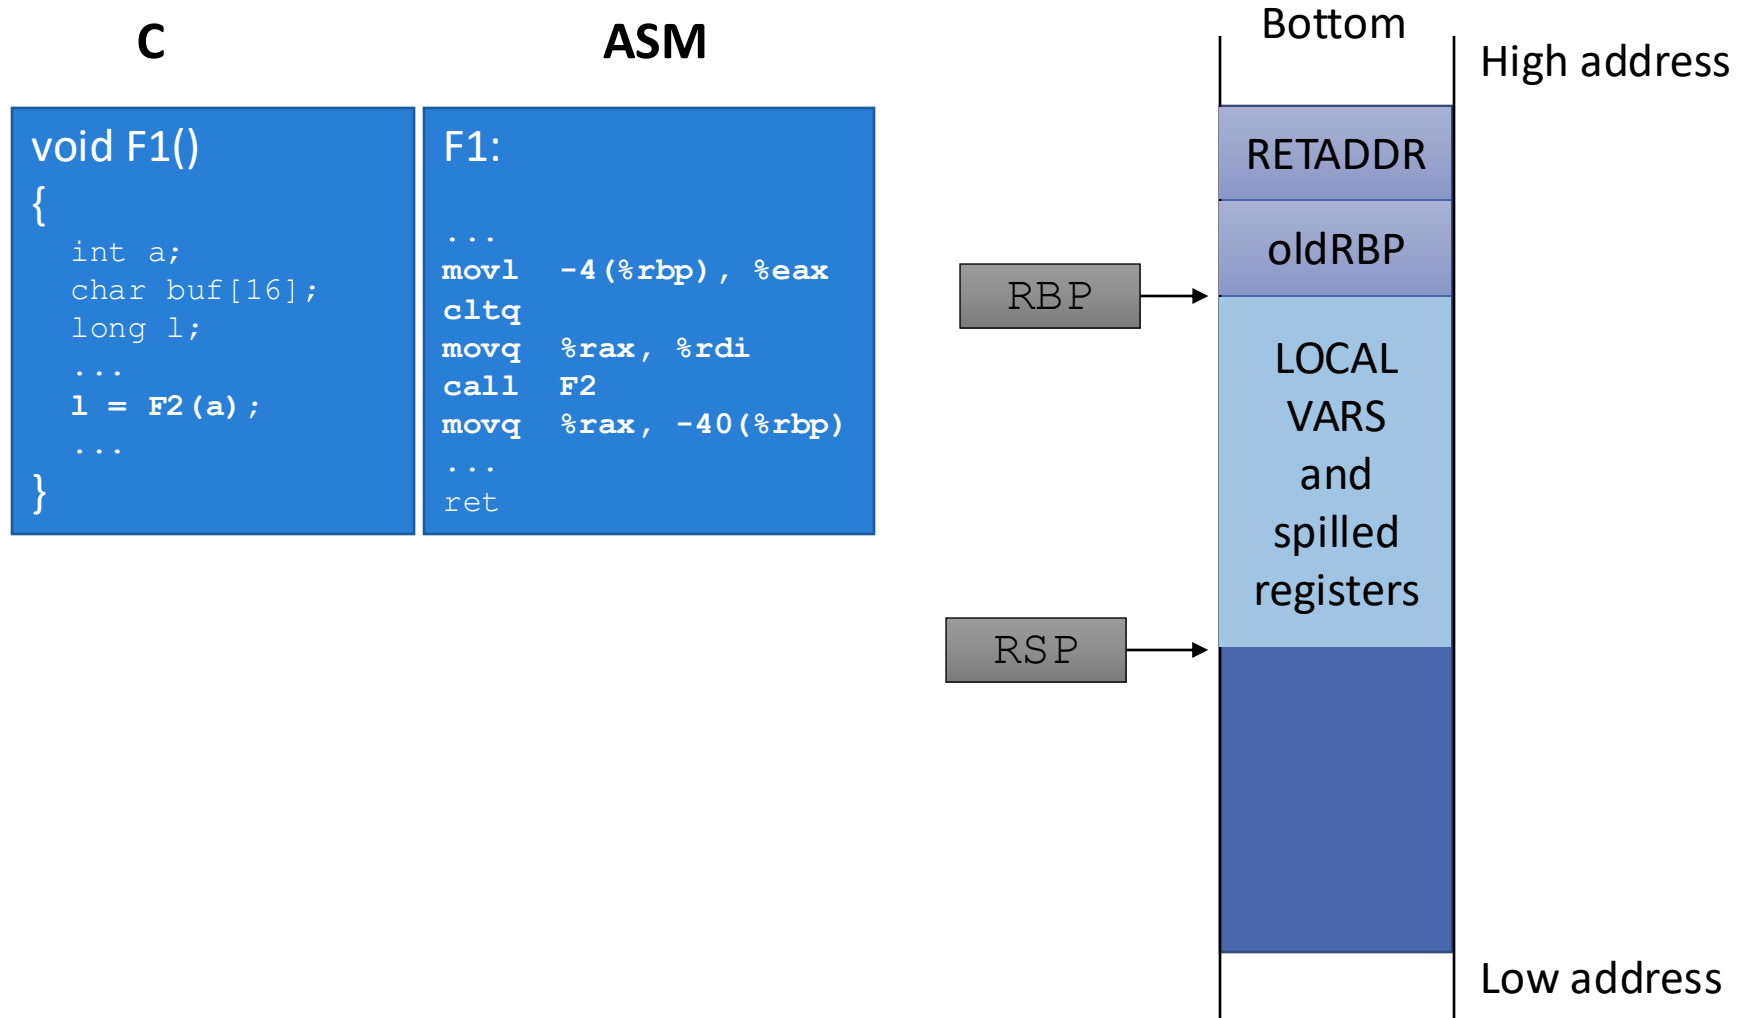 C
void F1()
{
int a;
char buf[16];
long l;
...
l = F2(a);
...
}
ASM
F1:
...
movl -4(%rbp), %eax
cltq
movq %rax, %rdi
call F2
movq %rax, -40(%rbp)
...
ret
Bottom
High address
RETADDR
oldRBP
RBP
LOCAL
VARS
and
spilled
registers
RSP
Low address